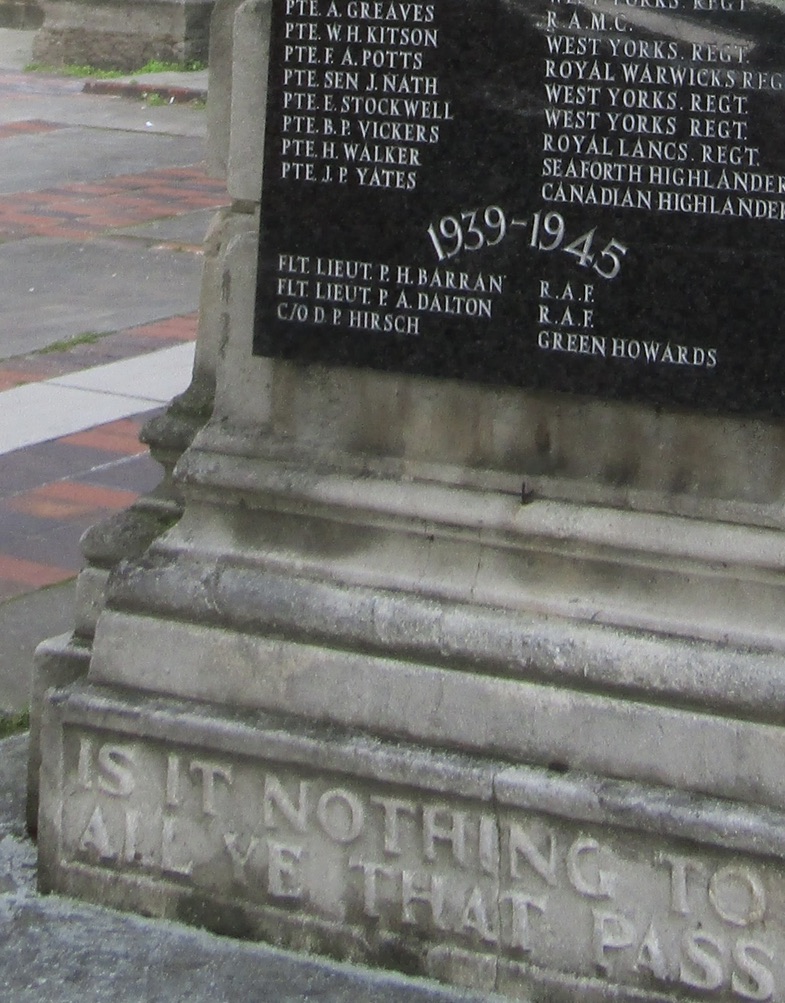 PTE. A. GREAVES
YORKS. REGT
PTE. W. H. KITSON
R. A. M. C.
PTE. F. A. POTTS
WEST YORKS. REGT.
PTE. SEN J. NATH
ROYAL WARWICKS REG
PTE. E. STOCKWELL
WEST YORKS. REGT.
PTE. B. P. VICKERS
WEST YORKS REGT.
PTE. H. WALKER
ROYAL LANCS. REGT.
PTE. J. P. YATES
SEAFORTH HIGHLANDER
CANADIAN HIGHLANDER
1939-1945
FLT. LIEUT. P. H. BARRAN
R. A. F.
FLT. LIEUT. P. A. DALTON
R. A. F.
C/O D. P. HIRSCH
GREEN HOWARDS
IS IT NOTHING TO
ALL YE THAT PASS